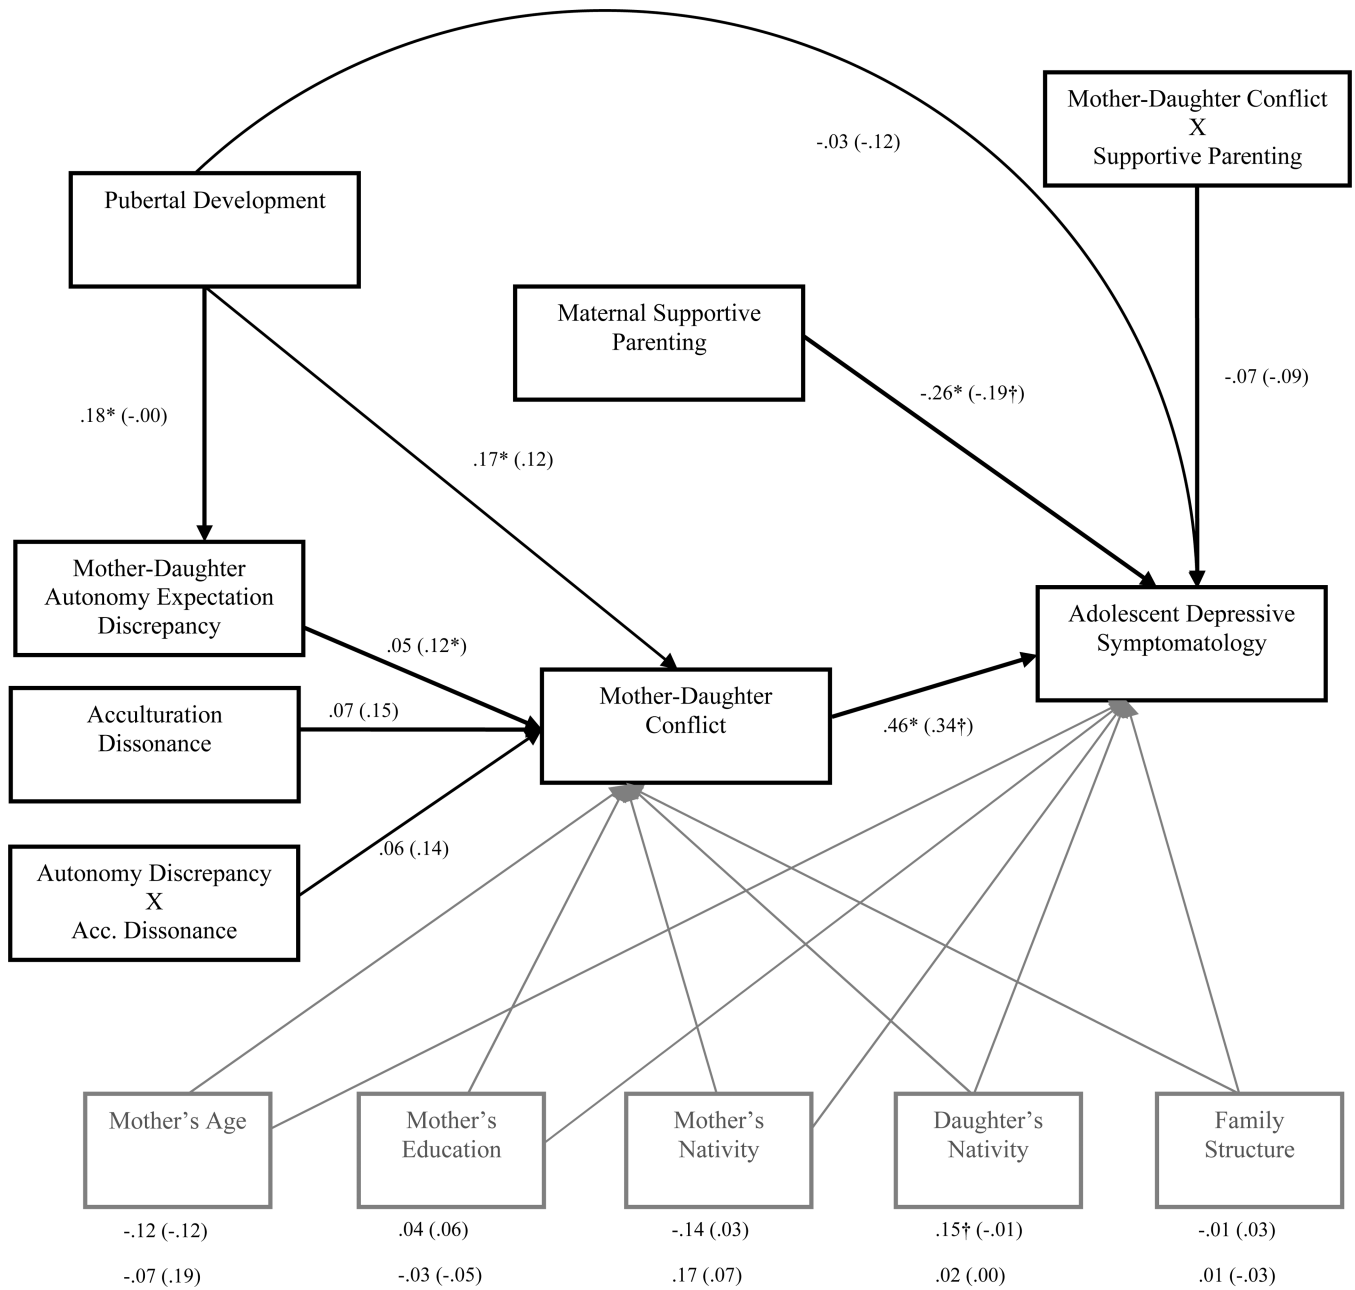 -.03 (-.12)
Mother-Daughter Conflict
X
Supportive Parenting
Pubertal Development
Maternal Supportive
Parenting
-.07 (-.09)
-.26* (-.19†)
.18* (-.00)
.17* (.12)
Mother-Daughter
Autonomy Expectation
Discrepancy
Adolescent Depressive
Symptomatology
.05 (.12*)
Acculturation
Dissonance
.07 (.15)
Mother-Daughter
Conflict
.46* (.34†)
.06 (.14)
Autonomy Discrepancy
X
Acc. Dissonance
Mother’s Age
Mother’s
Education
Mother’s
Nativity
Daughter’s
Nativity
Family
Structure
-.12 (-.12)
.04 (.06)
-.14 (.03)
.15† (-.01)
-.01 (.03)
-.07 (.19)
-.03 (-.05)
.17 (.07)
.02 (.00)
.01 (-.03)